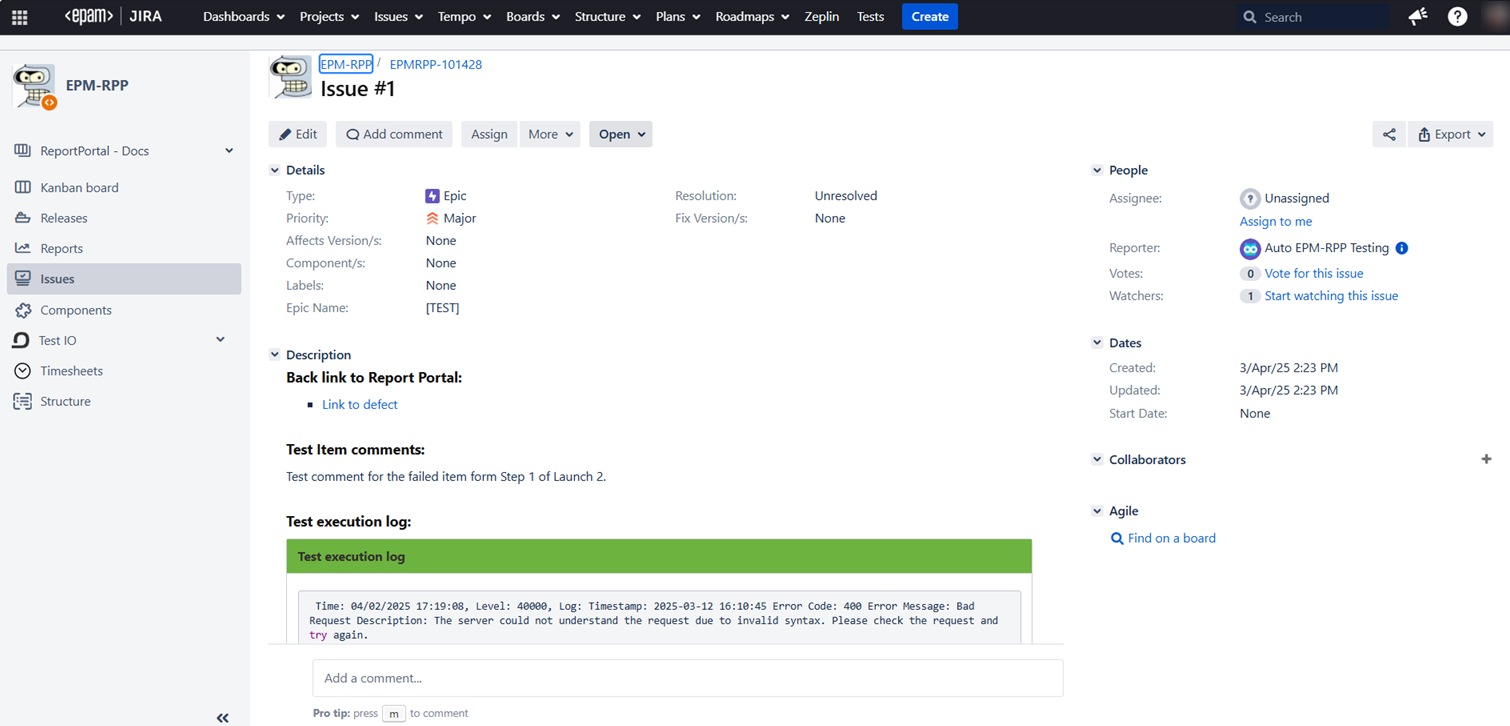 <epam> JIRA Dashboards Projects Issues Tempo Boards Structure Plans Roadmaps Zeplin Tests Create Search ?
EPM-RPP
ReportPortal - Docs
Kanban board
Releases
Reports
Issues
Components
Test IO
Timesheets
Structure
EPM-RPP / EPMRPP-101428
Issue #1
Edit Add comment Assign More Open Export
Details
Type: Epic Resolution: Unresolved
Priority: Major Fix Version/s: None
Affects Version/s: None
Component/s: None
Labels: None
Epic Name: [TEST]
Description
Back link to Report Portal:
Link to defect
Test Item comments:
Test comment for the failed item form Step 1 of Launch 2.
Test execution log:
Test execution log
Time: 04/02/2025 17:19:08, Level: 40000, Log: Timestamp: 2025-03-12 16:10:45 Error Code: 400 Error Message: Bad
Request Description: The server could not understand the request due to invalid syntax. Please check the request and
try again.
Add a comment...
Pro tip: press m to comment
People
Assignee: ? Unassigned
Assign to me
Reporter: Auto EPM-RPP Testing i
Votes: 0 Vote for this issue
Watchers: 1 Start watching this issue
Dates
Created: 3/Apr/25 2:23 PM
Updated: 3/Apr/25 2:23 PM
Start Date: None
Collaborators +
Agile
Find on a board